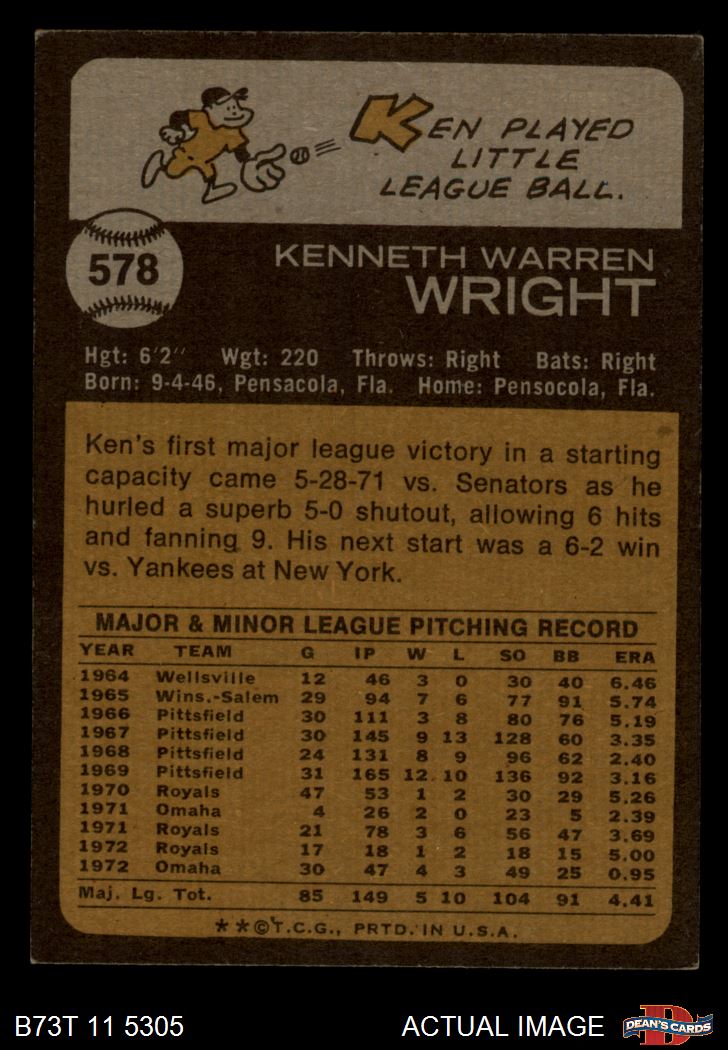 KEN PLAYED
LITTLE
LEAGUE BALL.
578
KENNETH WARREN
WRIGHT
Hgt: 6'2" Wgt: 220 Throws: Right Bats: Right
Born: 9-4-46, Pensacola, Fla. Home: Pensocola, Fla.
Ken's first major league victory in a starting
capacity came 5-28-71 vs. Senators as he
hurled a superb 5-0 shutout, allowing 6 hits
and fanning 9. His next start was a 6-2 win
vs. Yankees at New York.
MAJOR & MINOR LEAGUE PITCHING RECORD
YEAR TEAM G IP W L SO BB ERA
1964 Wellsville 12 46 3 0 30 40 6.46
1965 Wins.-Salem 29 94 7 6 77 91 5.74
1966 Pittsfield 30 111 3 8 80 76 5.19
1967 Pittsfield 30 145 9 13 128 60 3.35
1968 Pittsfield 24 131 8 9 96 62 2.40
1969 Pittsfield 31 165 12 10 136 92 3.16
1970 Royals 47 53 1 2 30 29 5.26
1971 Omaha 4 26 2 0 23 5 2.39
1971 Royals 21 78 3 6 56 47 3.69
1972 Royals 17 18 1 2 18 15 5.00
1972 Omaha 30 47 4 3 49 25 0.95
Maj. Lg. Tot. 85 149 5 10 104 91 4.41
**©T.C.G., PRTD. IN U.S.A.
B73T 11 5305 ACTUAL IMAGE
DEAN'S CARDS